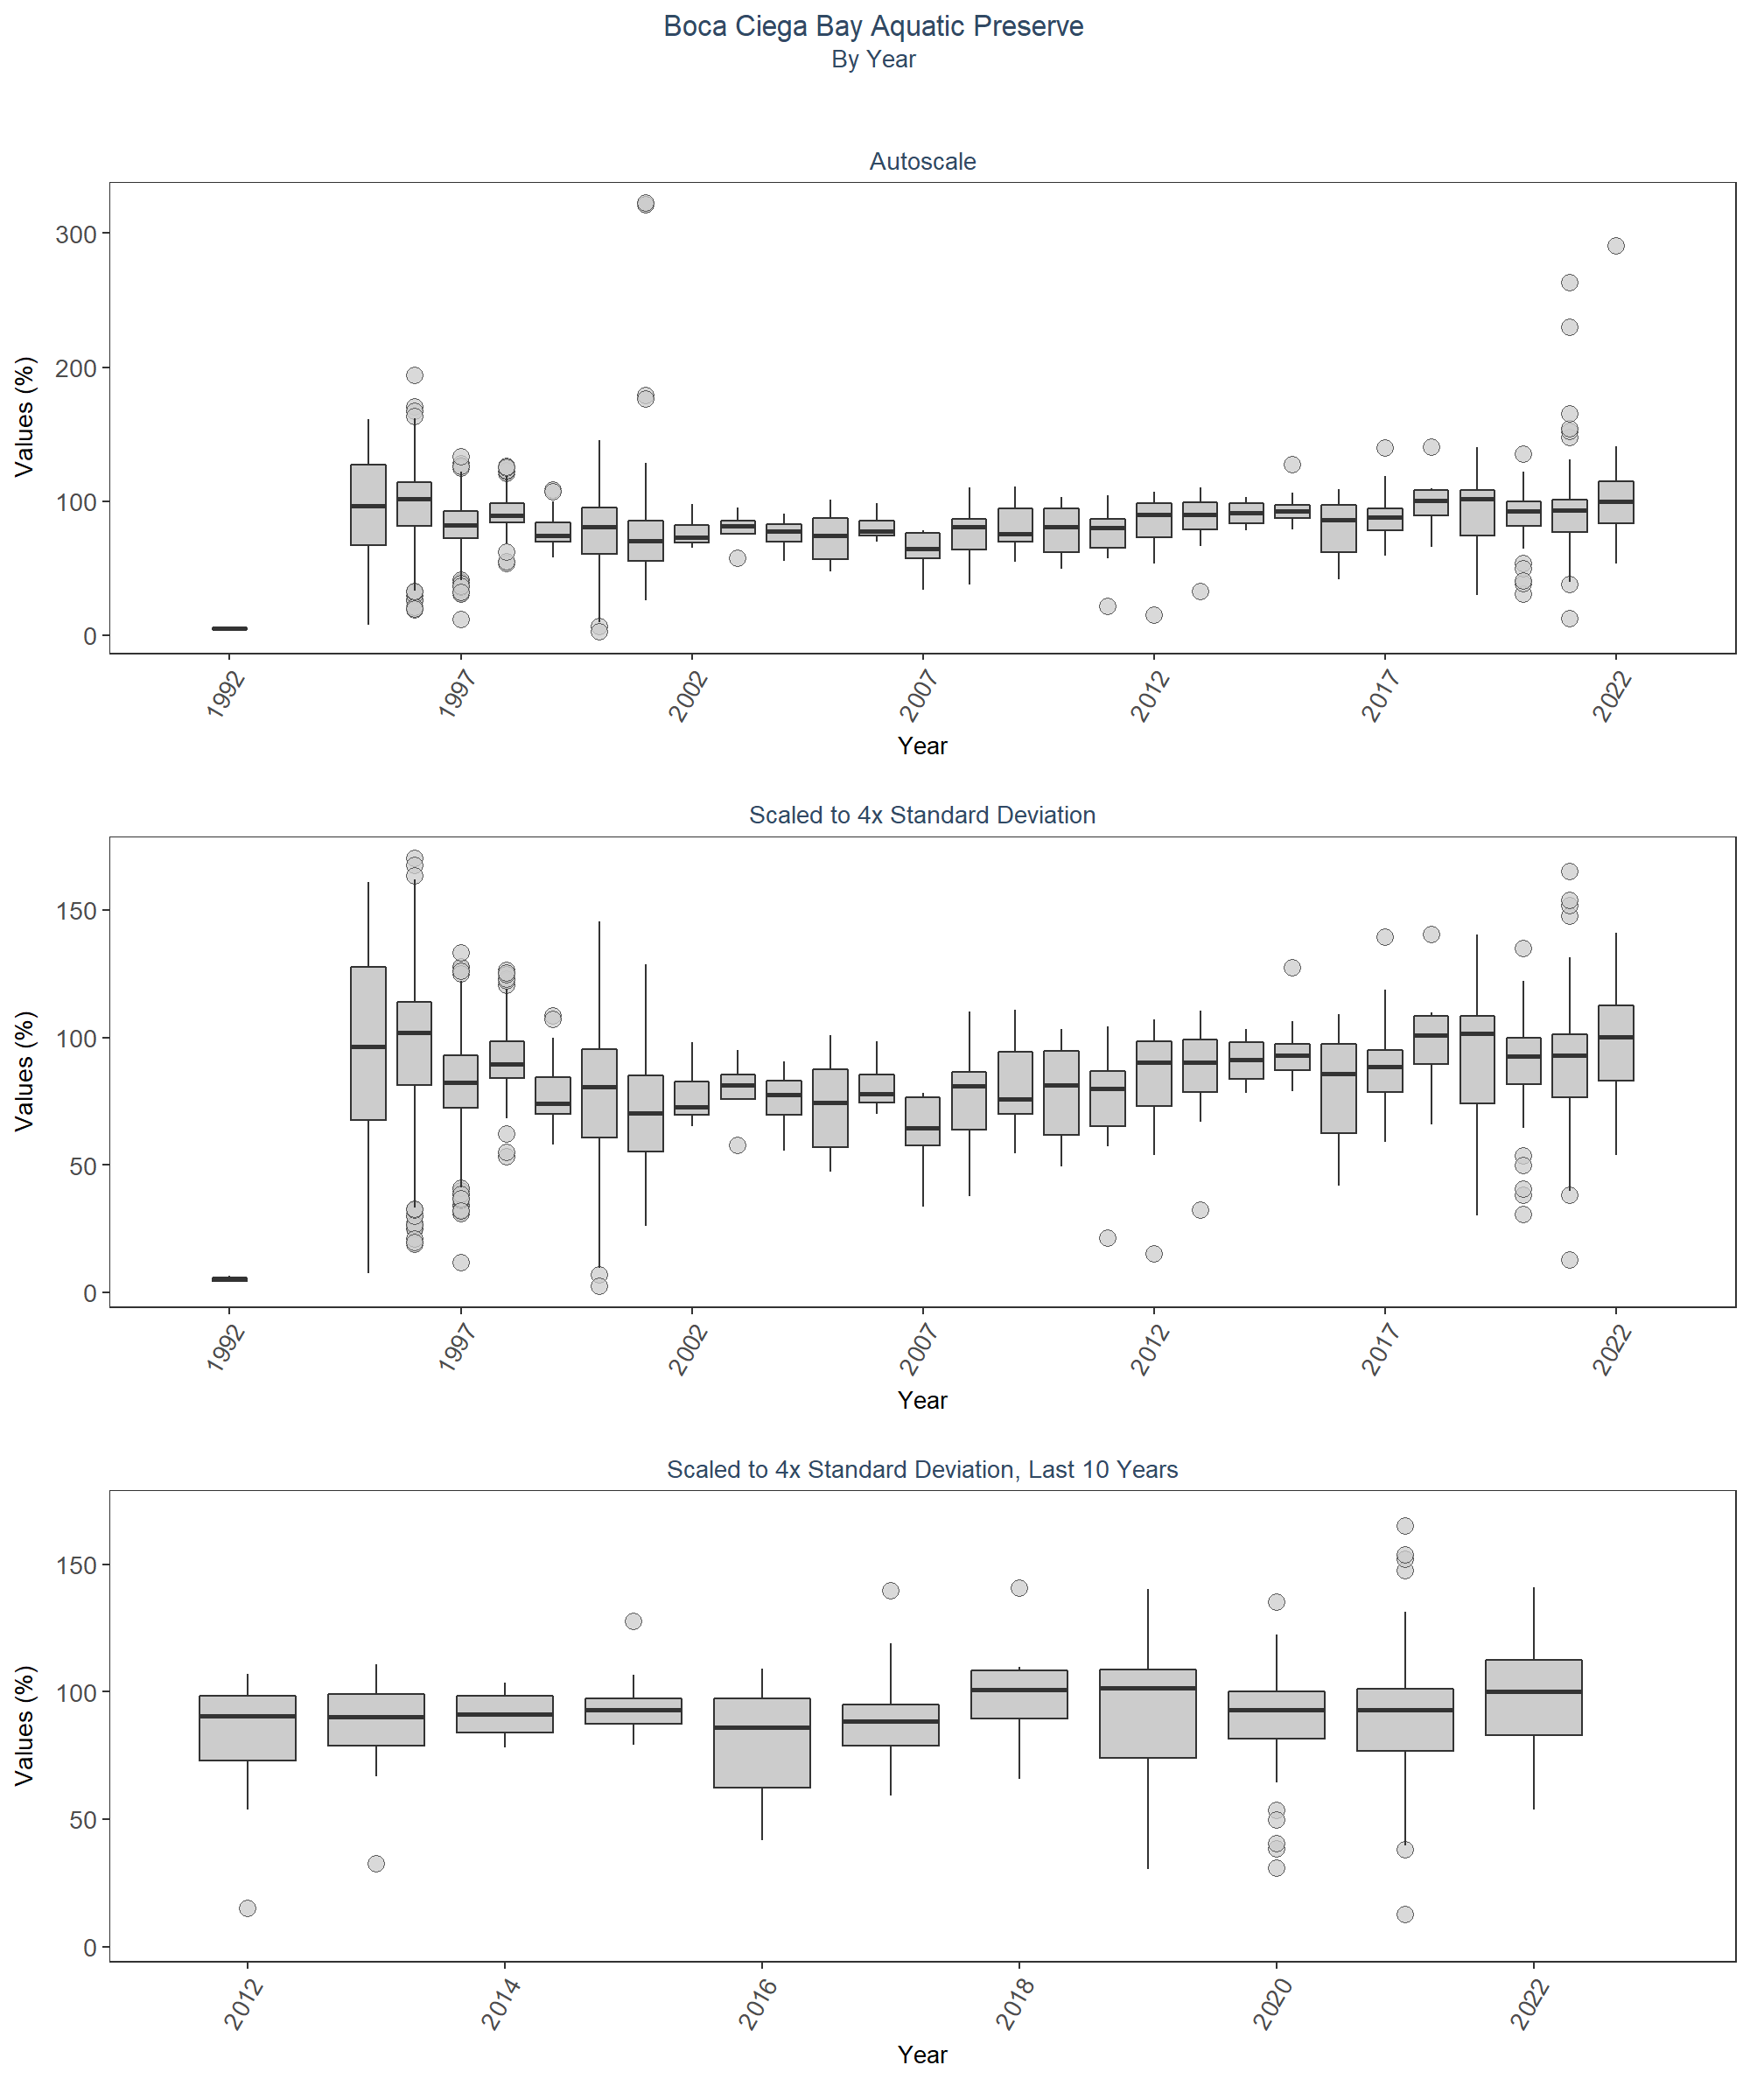 Boca Ciega Bay Aquatic Preserve
By Year
Autoscale
Values (%)
300
200
100
0
1992
1997
2002
2007
2012
2017
2022
Year
Scaled to 4x Standard Deviation
Values (%)
150
100
50
0
1992
1997
2002
2007
2012
2017
2022
Year
Scaled to 4x Standard Deviation, Last 10 Years
Values (%)
150
100
50
0
2012
2014
2016
2018
2020
2022
Year